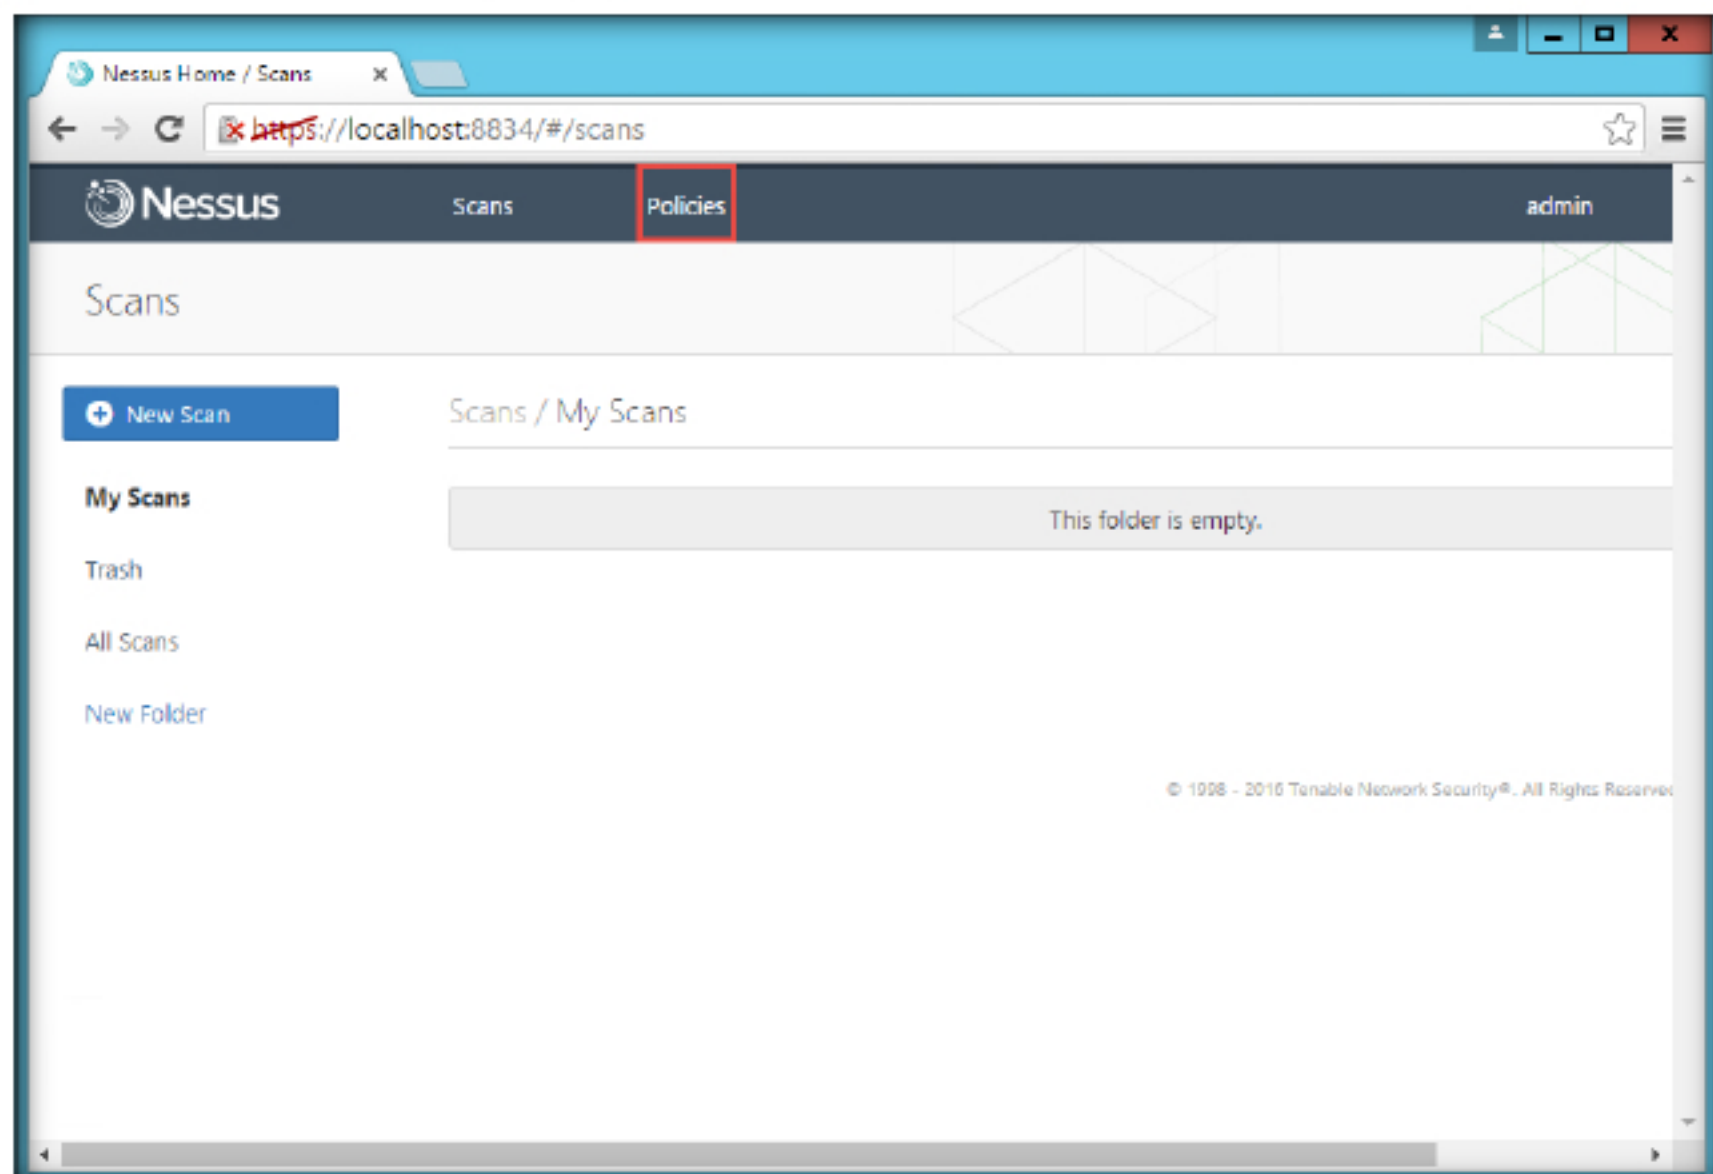 Nessus Home / Scans
https://localhost:8834/#/scans
Nessus Scans Policies admin
Scans
New Scan
Scans / My Scans
My Scans
This folder is empty.
Trash
All Scans
New Folder
© 1998 - 2016 Tenable Network Security®. All Rights Reserved